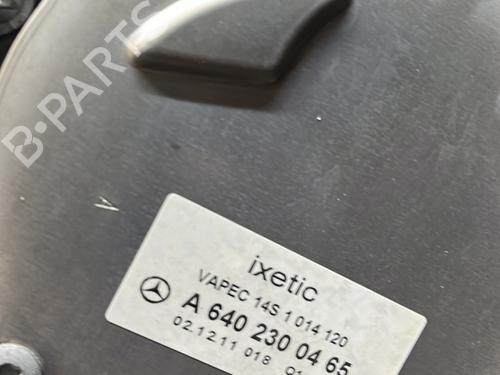 B-PARTS
ixetic
VAPEC 14S 1 014 120
A 640 230 04 65
02.12.11 018